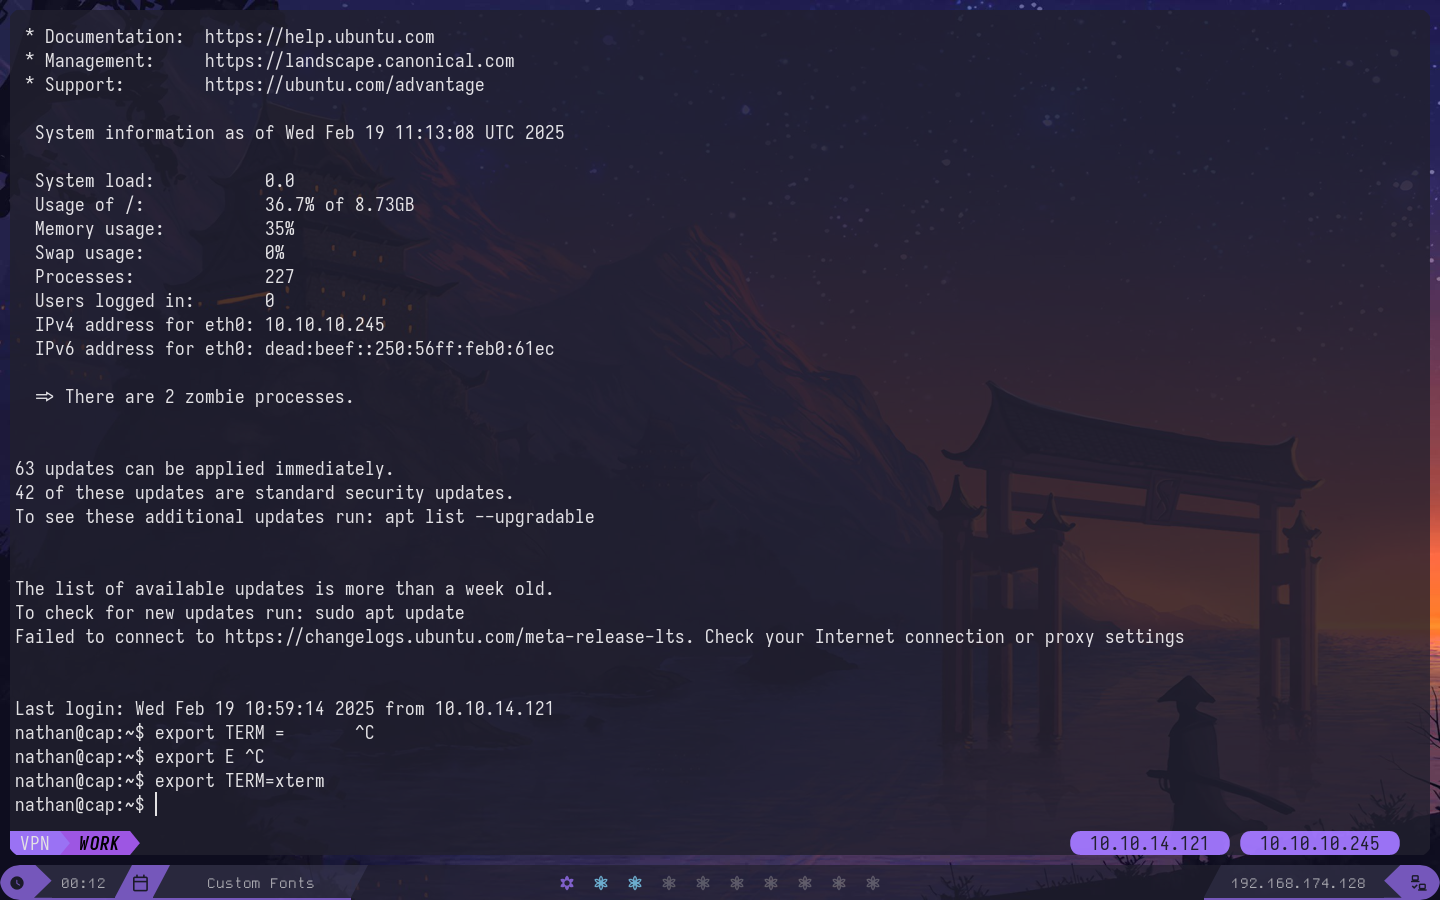 * Documentation:  https://help.ubuntu.com
* Management:     https://landscape.canonical.com
* Support:        https://ubuntu.com/advantage
System information as of Wed Feb 19 11:13:08 UTC 2025
System load:           0.0
Usage of /:            36.7% of 8.73GB
Memory usage:          35%
Swap usage:            0%
Processes:             227
Users logged in:       0
IPv4 address for eth0: 10.10.10.245
IPv6 address for eth0: dead:beef::250:56ff:feb0:61ec
=> There are 2 zombie processes.
63 updates can be applied immediately.
42 of these updates are standard security updates.
To see these additional updates run: apt list --upgradable
The list of available updates is more than a week old.
To check for new updates run: sudo apt update
Failed to connect to https://changelogs.ubuntu.com/meta-release-lts. Check your Internet connection or proxy settings
Last login: Wed Feb 19 10:59:14 2025 from 10.10.14.121
nathan@cap:~$ export TERM =       ^C
nathan@cap:~$ export E ^C
nathan@cap:~$ export TERM=xterm
nathan@cap:~$
VPN WORK 10.10.14.121 10.10.10.245
00:12 Custom Fonts 192.168.174.128